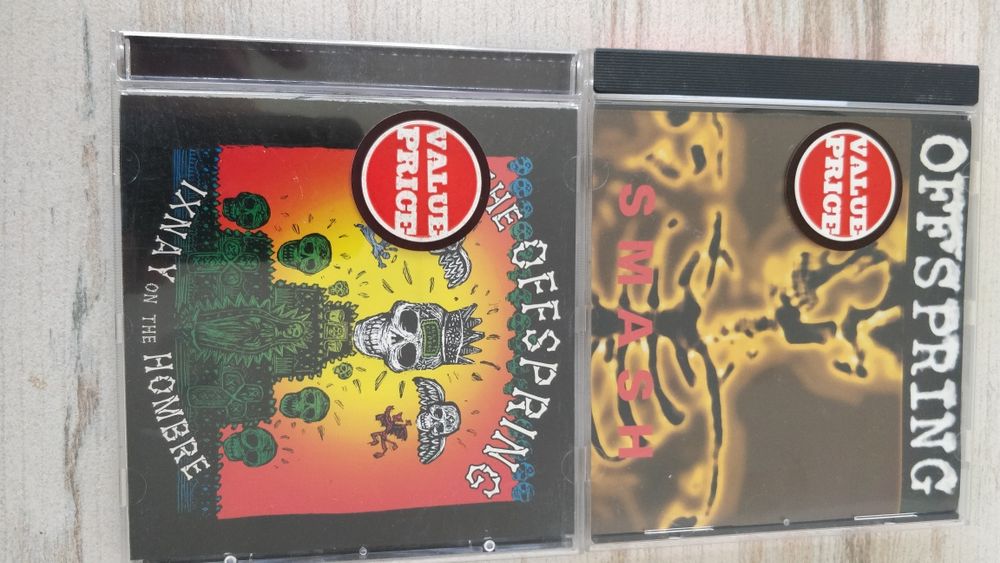 OFFSPRING
VALUE
PRICE
SMASH
THE OFFSPRING
VALUE
PRICE
IXNAY ON THE HOMBRE